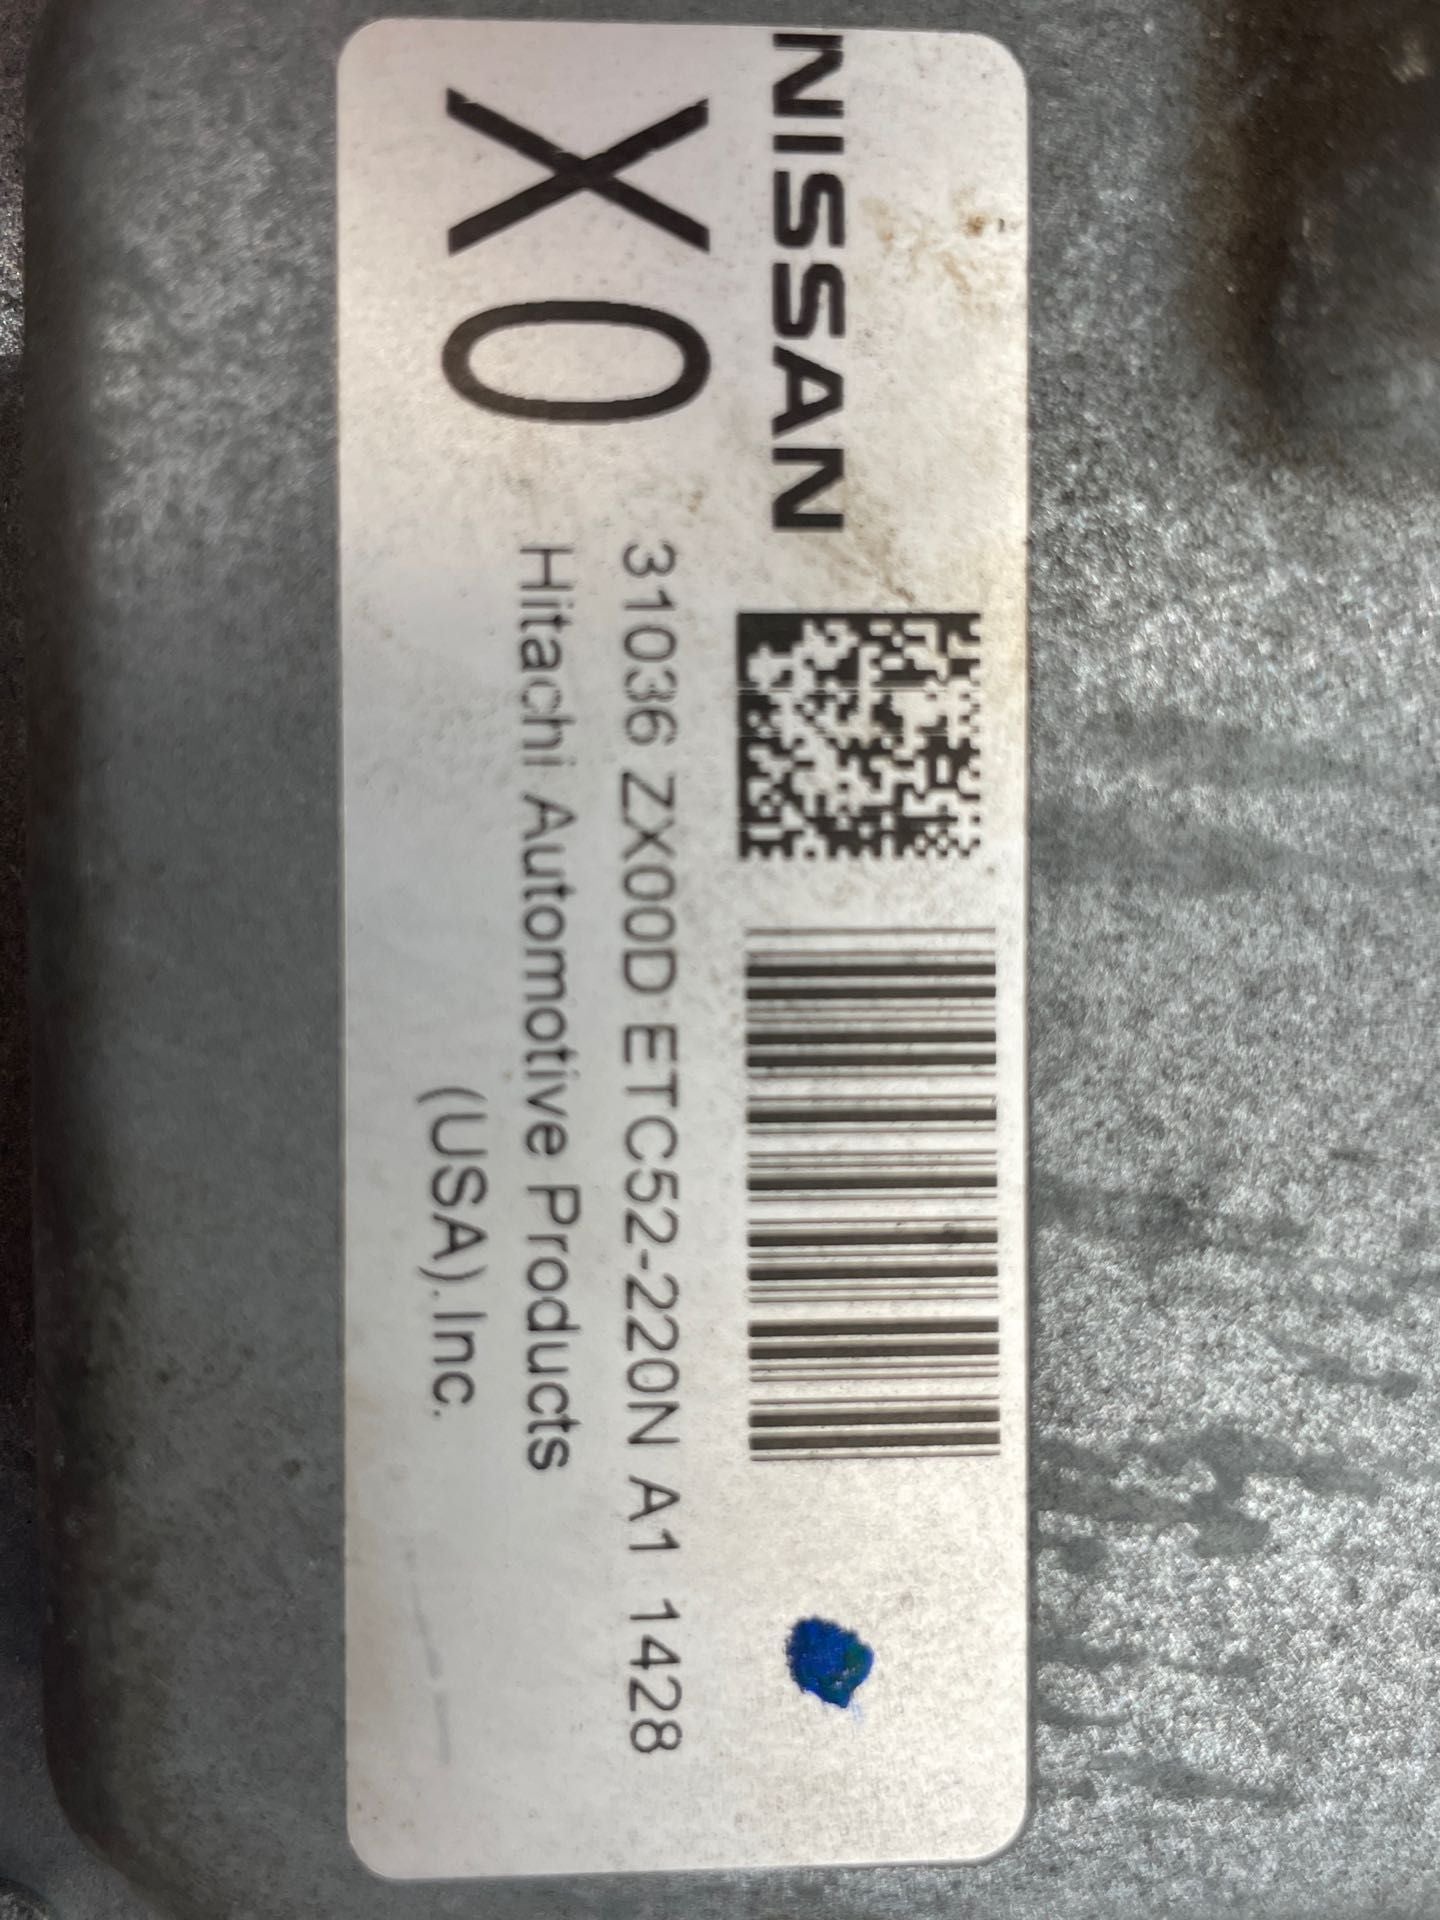 NISSAN
X0
31036 ZX00D ETC52-220N A1 1428
Hitachi Automotive Products
(USA).Inc.